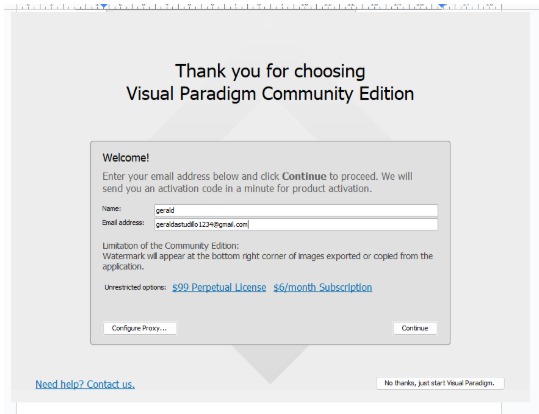 Thank you for choosing
Visual Paradigm Community Edition
Welcome!
Enter your email address below and click Continue to proceed. We will
send you an activation code in a minute for product activation.
Name: gerald
Email address: geraldastudillo1234@gmail.com
Limitation of the Community Edition:
Watermark will appear at the bottom right corner of images exported or copied from the
application.
Unrestricted options: $99 Perpetual License $6/month Subscription
Configure Proxy... Continue
Need help? Contact us. No thanks, just start Visual Paradigm.